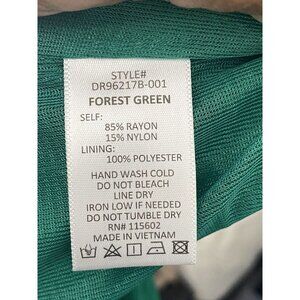 STYLE#
DR96217B-001
FOREST GREEN
SELF:
85% RAYON
15% NYLON
LINING:
100% POLYESTER
HAND WASH COLD
DO NOT BLEACH
LINE DRY
IRON LOW IF NEEDED
DO NOT TUMBLE DRY
RN# 115602
MADE IN VIETNAM